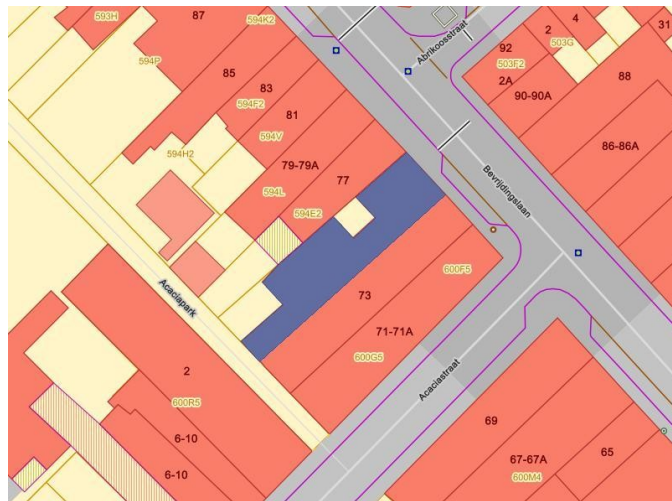 593H
87
594K2
Abrikoosstraat
92
2
4
503G
31
594P
85
83
594F2
81
594V
503F2
2A
90-90A
88
86-86A
594H2
79-79A
594L
77
594E2
Bevrijdingslaan
600F5
Acaciapark
73
71-71A
600G5
2
600R5
Acaciastraat
6-10
6-10
69
67-67A
65
600M4